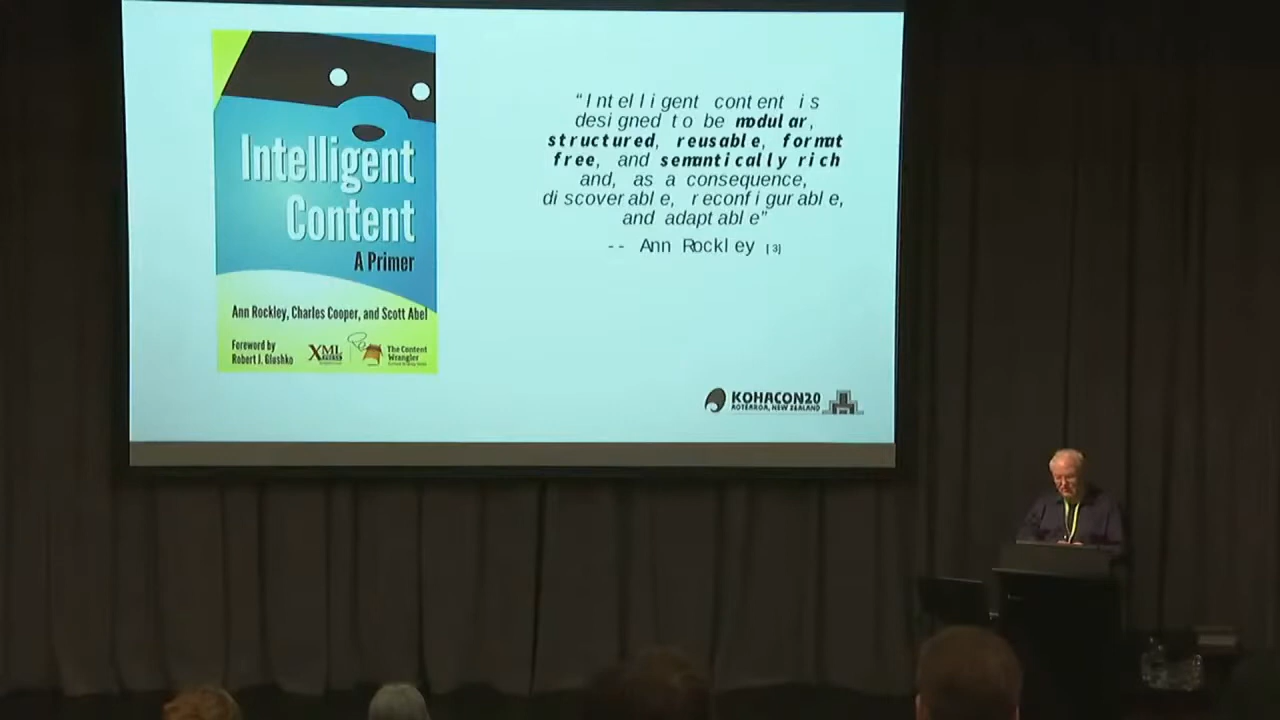 Intelligent
Content
A Primer
Ann Rockley, Charles Cooper, and Scott Abel
Foreword by
Robert J. Glushko
XML
PRESS
The Content
Wrangler
“Intelligent content is
designed to be modular,
structured, reusable, format
free, and semantically rich
and, as a consequence,
discoverable, reconfigurable,
and adaptable”
-- Ann Rockley [3]
KOHACON20
AOTEAROA, NEW ZEALAND